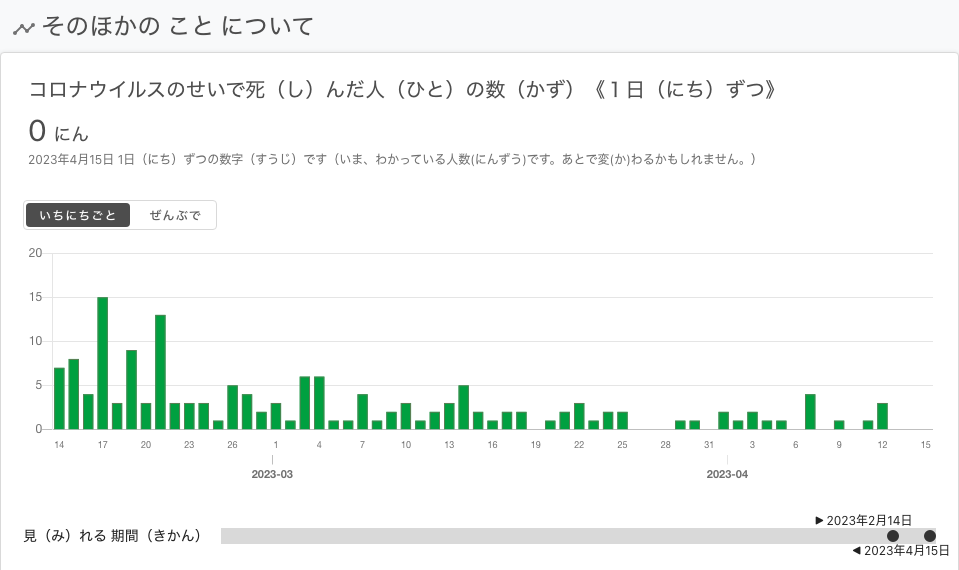 そのほかの こと について
コロナウイルスのせいで死（し）んだ人（ひと）の数（かず）《１日（にち）ずつ》
0 にん
2023年4月15日 1日（にち）ずつの数字（すうじ）です（いま、わかっている人数(にんずう)です。あとで変(か)わるかもしれません。）
いちにちごと ぜんぶで
20
15
10
5
0
14 17 20 23 26 1 4 7 10 13 16 19 22 25 28 31 3 6 9 12 15
2023-03 2023-04
▶ 2023年2月14日
見（み）れる 期間（きかん）
◀ 2023年4月15日